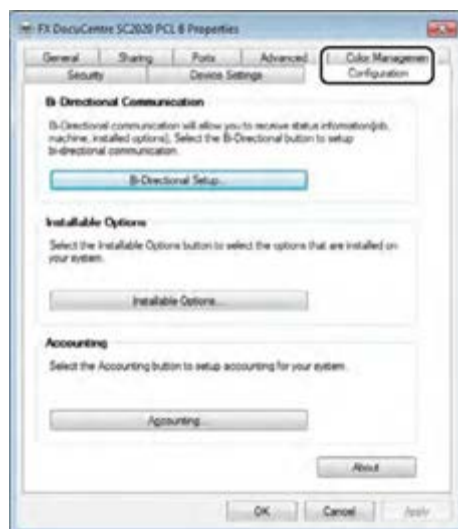 FX DocuCentre SC2020 PCL 6 Properties
General Sharing Ports Advanced Color Managemen
Security Device Settings Configuration
Bi-Directional Communication
Bi-Directional communication will allow you to receive status information(job,
machine, installed options). Select the Bi-Directional button to setup
bi-directional communication.
Bi-Directional Setup...
Installable Options
Select the Installable Options button to select the options that are installed on
your system.
Installable Options...
Accounting
Select the Accounting button to setup accounting for your system.
Accounting...
About
OK Cancel Apply